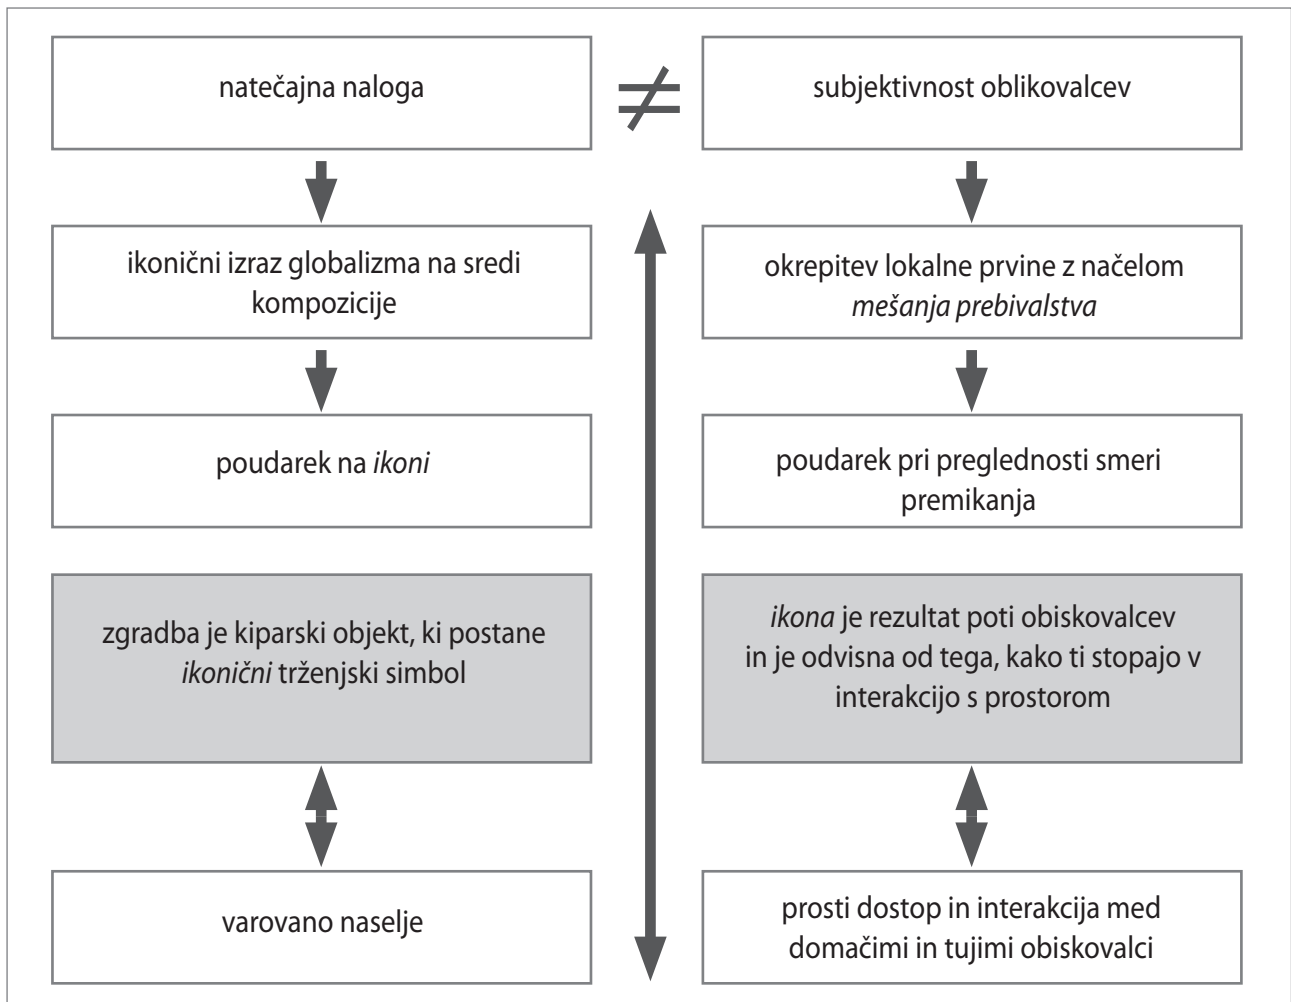 natečajna naloga
≠
subjektivnost oblikovalcev
ikonični izraz globalizma na sredi
kompozicije
okrepitev lokalne prvine z načelom
mešanja prebivalstva
poudarek na ikoni
poudarek pri preglednosti smeri
premikanja
zgradba je kiparski objekt, ki postane
ikonični trženjski simbol
ikona je rezultat poti obiskovalcev
in je odvisna od tega, kako ti stopajo v
interakcijo s prostorom
varovano naselje
prosti dostop in interakcija med
domačimi in tujimi obiskovalci